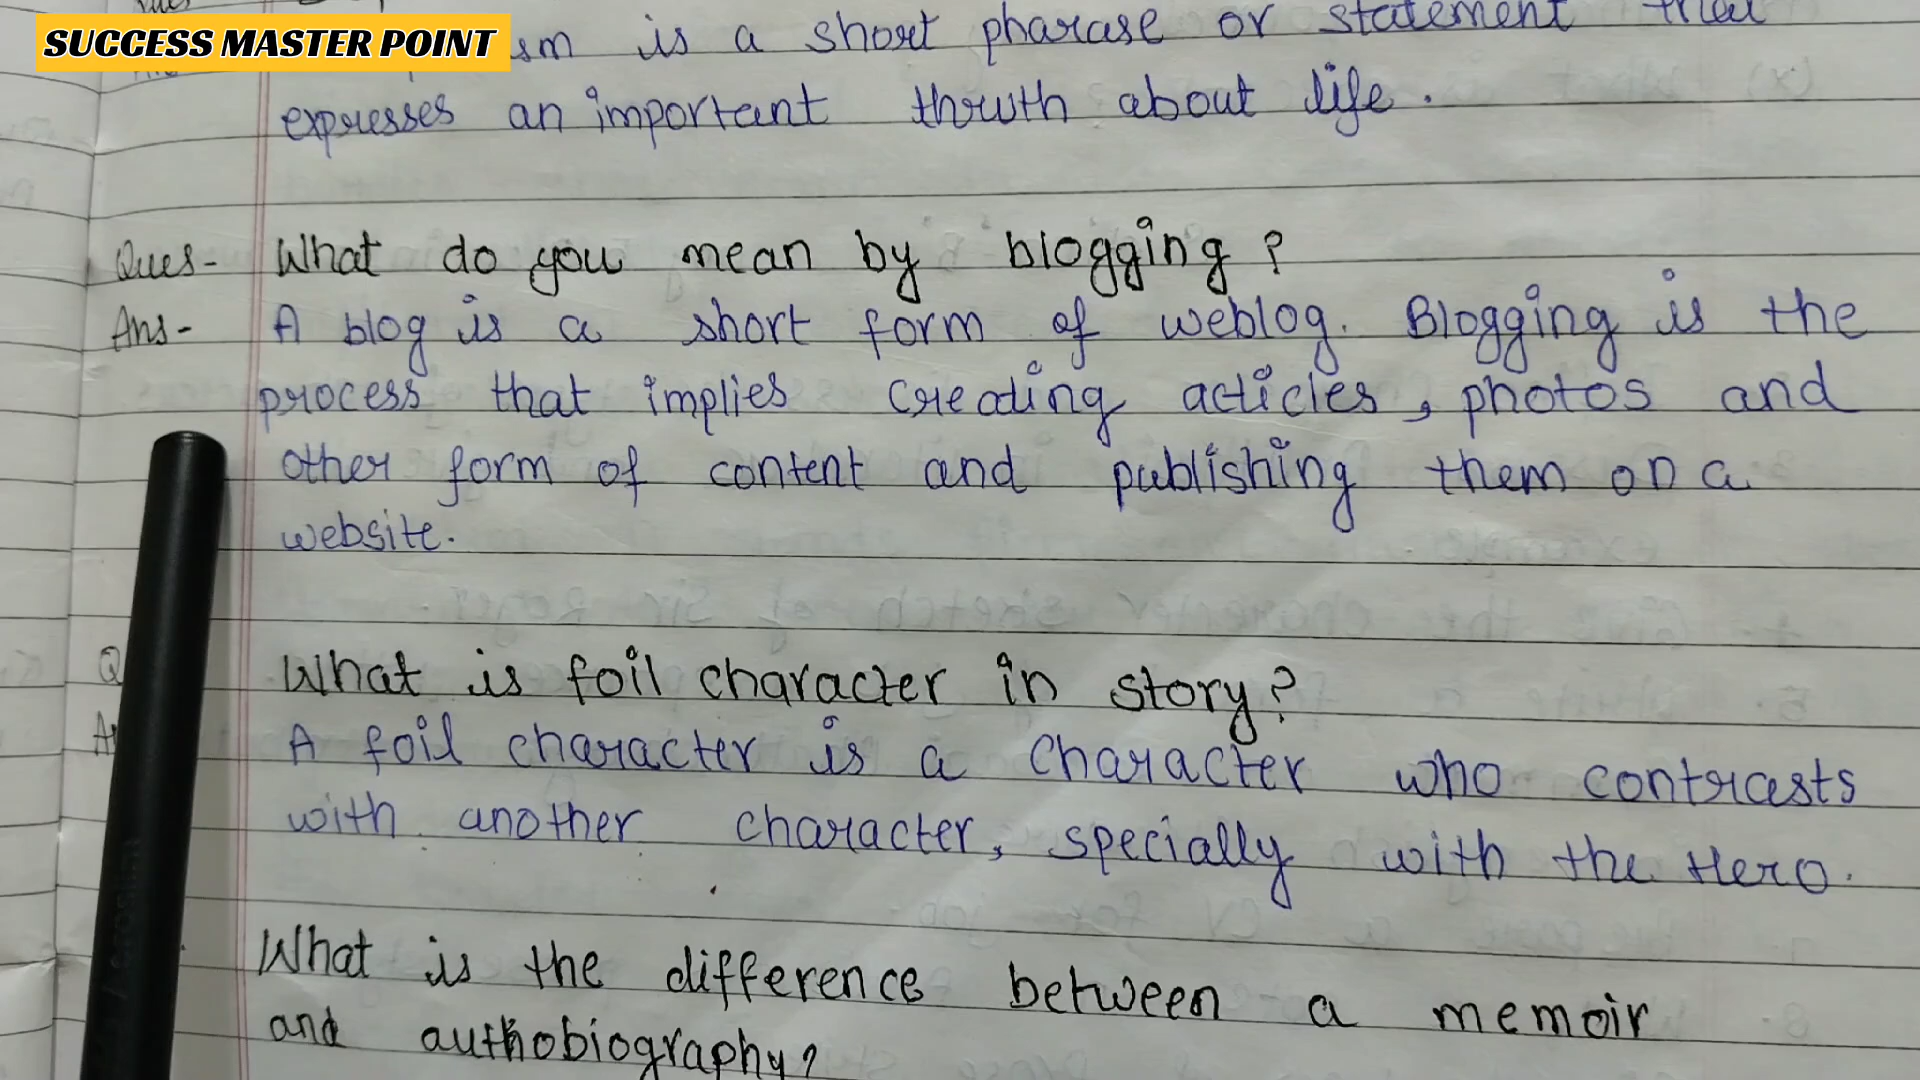 SUCCESS MASTER POINT
ism is a short pharase or statement that
expresses an important thruth about life.
Ques- What do you mean by blogging?
Ans- A blog is a short form of weblog. Blogging is the
process that implies creating acticles, photos and
other form of content and publishing them on a
website.
Q What is foil character in story?
A foil character is a character who contrasts
with another character, specially with the Hero.
What is the difference between a memoir
and authobiography?